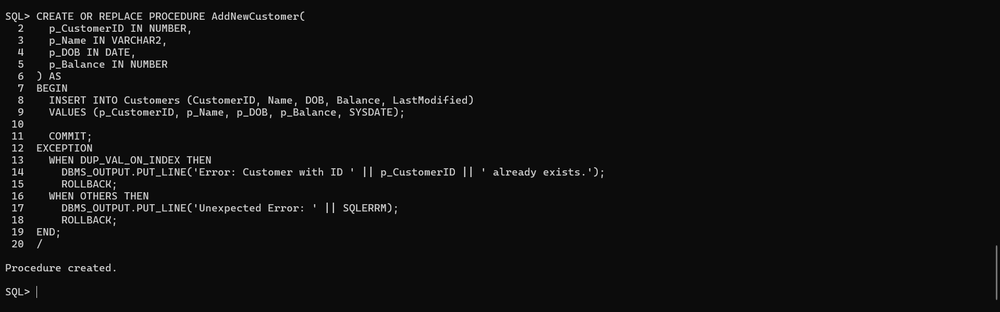 SQL> CREATE OR REPLACE PROCEDURE AddNewCustomer(
  2    p_CustomerID IN NUMBER,
  3    p_Name IN VARCHAR2,
  4    p_DOB IN DATE,
  5    p_Balance IN NUMBER
  6  ) AS
  7  BEGIN
  8    INSERT INTO Customers (CustomerID, Name, DOB, Balance, LastModified)
  9    VALUES (p_CustomerID, p_Name, p_DOB, p_Balance, SYSDATE);
 10
 11    COMMIT;
 12  EXCEPTION
 13    WHEN DUP_VAL_ON_INDEX THEN
 14      DBMS_OUTPUT.PUT_LINE('Error: Customer with ID ' || p_CustomerID || ' already exists.');
 15      ROLLBACK;
 16    WHEN OTHERS THEN
 17      DBMS_OUTPUT.PUT_LINE('Unexpected Error: ' || SQLERRM);
 18      ROLLBACK;
 19  END;
 20  /
Procedure created.
SQL>